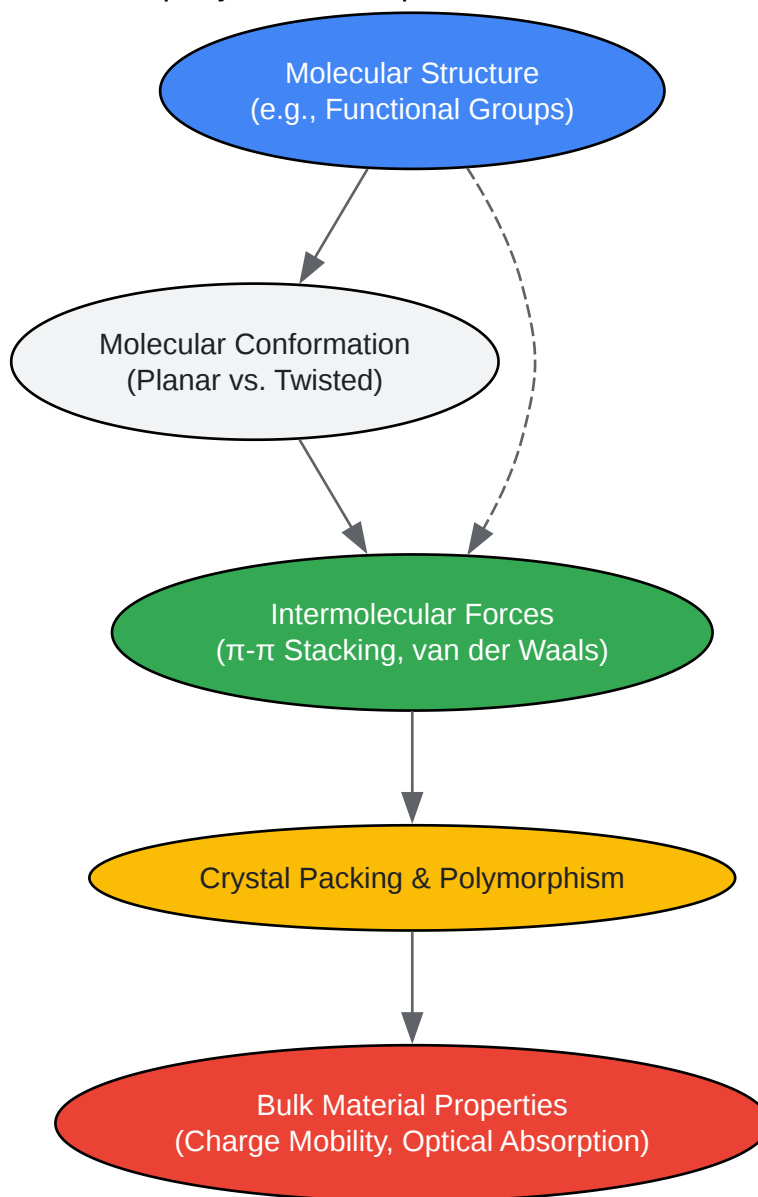 Molecular Structure
(e.g., Functional Groups)
Molecular Conformation
(Planar vs. Twisted)
Intermolecular Forces
(π-π Stacking, van der Waals)
Crystal Packing & Polymorphism
Bulk Material Properties
(Charge Mobility, Optical Absorption)